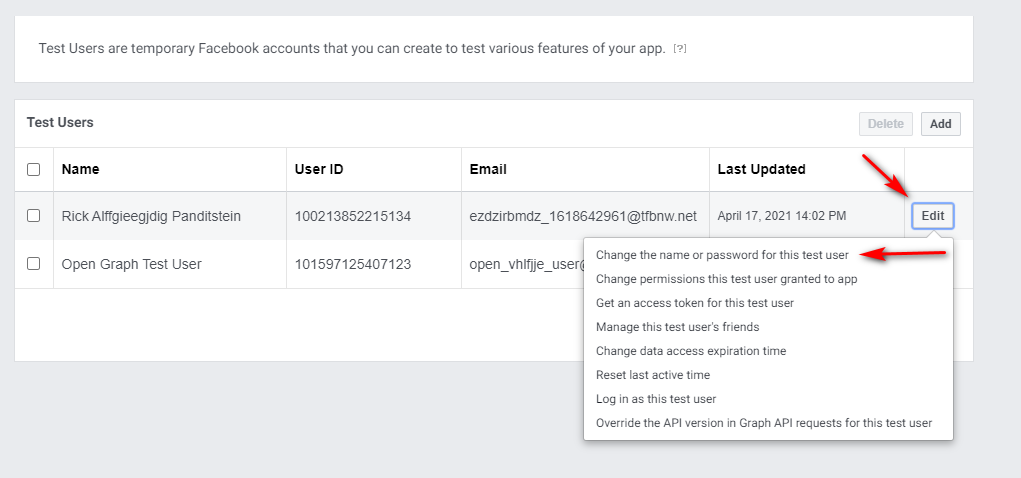 Test Users are temporary Facebook accounts that you can create to test various features of your app. [?]
Test Users
Delete Add
Name User ID Email Last Updated
Rick Alffgieegjdig Panditstein 100213852215134 ezdzirbmdz_1618642961@tfbnw.net April 17, 2021 14:02 PM Edit
Open Graph Test User 101597125407123 open_vhlfjje_user@
Change the name or password for this test user
Change permissions this test user granted to app
Get an access token for this test user
Manage this test user's friends
Change data access expiration time
Reset last active time
Log in as this test user
Override the API version in Graph API requests for this test user